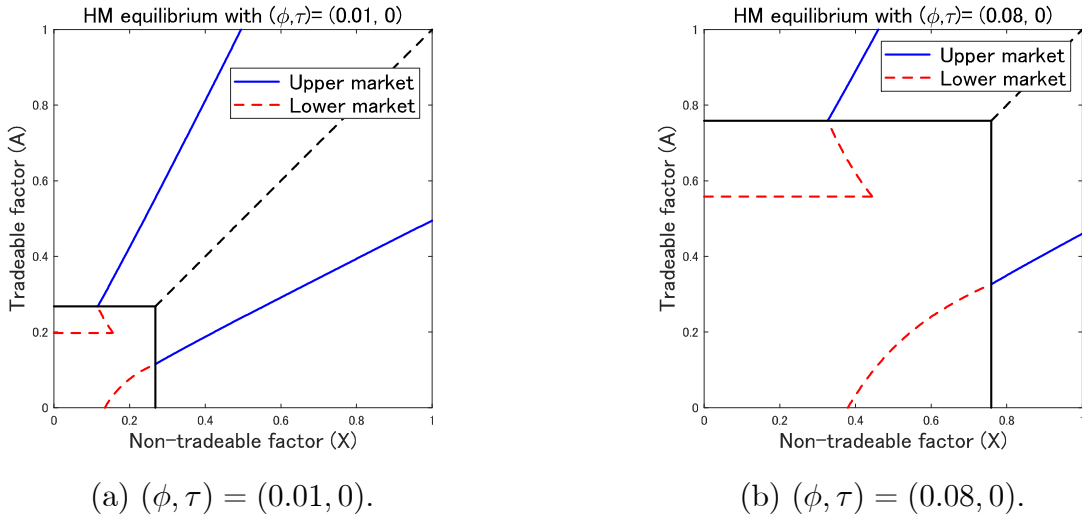 HM equilibrium with (ϕ,τ)= (0.01, 0)
Upper market
Lower market
Tradeable factor (A)
1
0.8
0.6
0.4
0.2
0
0 0.2 0.4 0.6 0.8 1
Non-tradeable factor (X)
(a) (ϕ, τ) = (0.01, 0).
HM equilibrium with (ϕ,τ)= (0.08, 0)
Upper market
Lower market
Tradeable factor (A)
1
0.8
0.6
0.4
0.2
0
0 0.2 0.4 0.6 0.8 1
Non-tradeable factor (X)
(b) (ϕ, τ) = (0.08, 0).